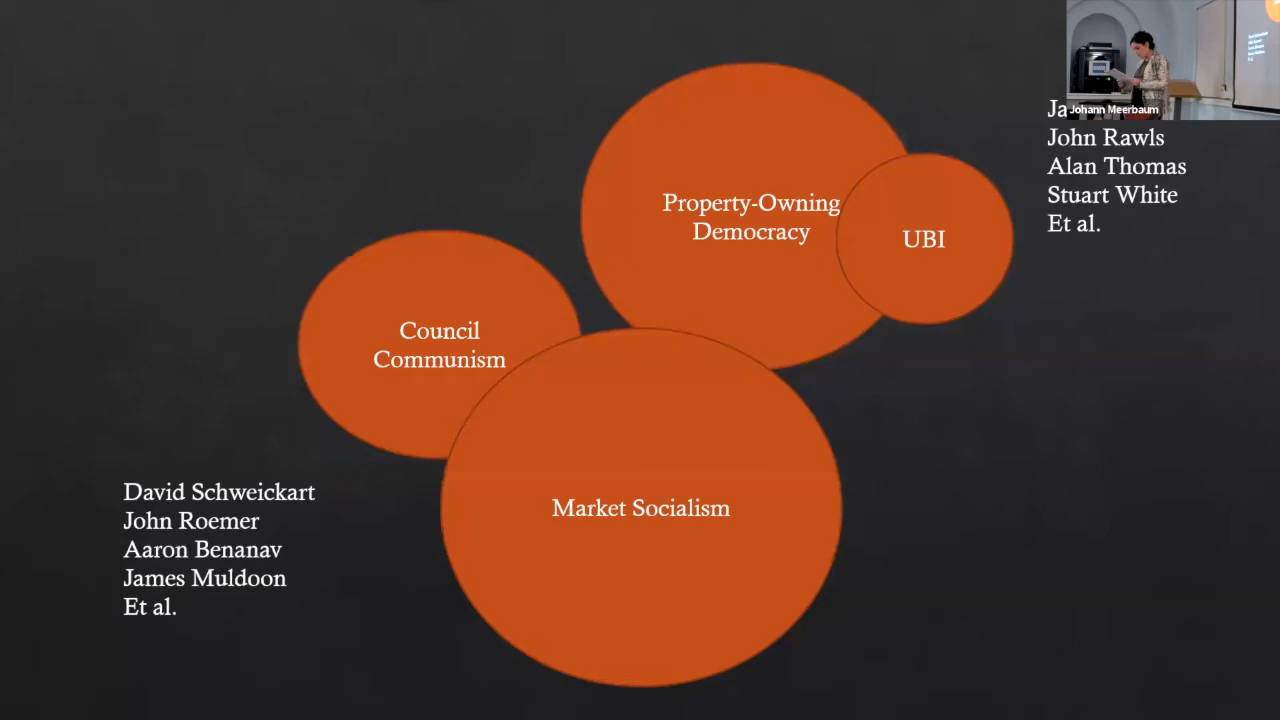 Johann Meerbaum
John Rawls
Alan Thomas
Stuart White
Et al.
Property-Owning
Democracy
UBI
Council
Communism
Market Socialism
David Schweickart
John Roemer
Aaron Benanav
James Muldoon
Et al.